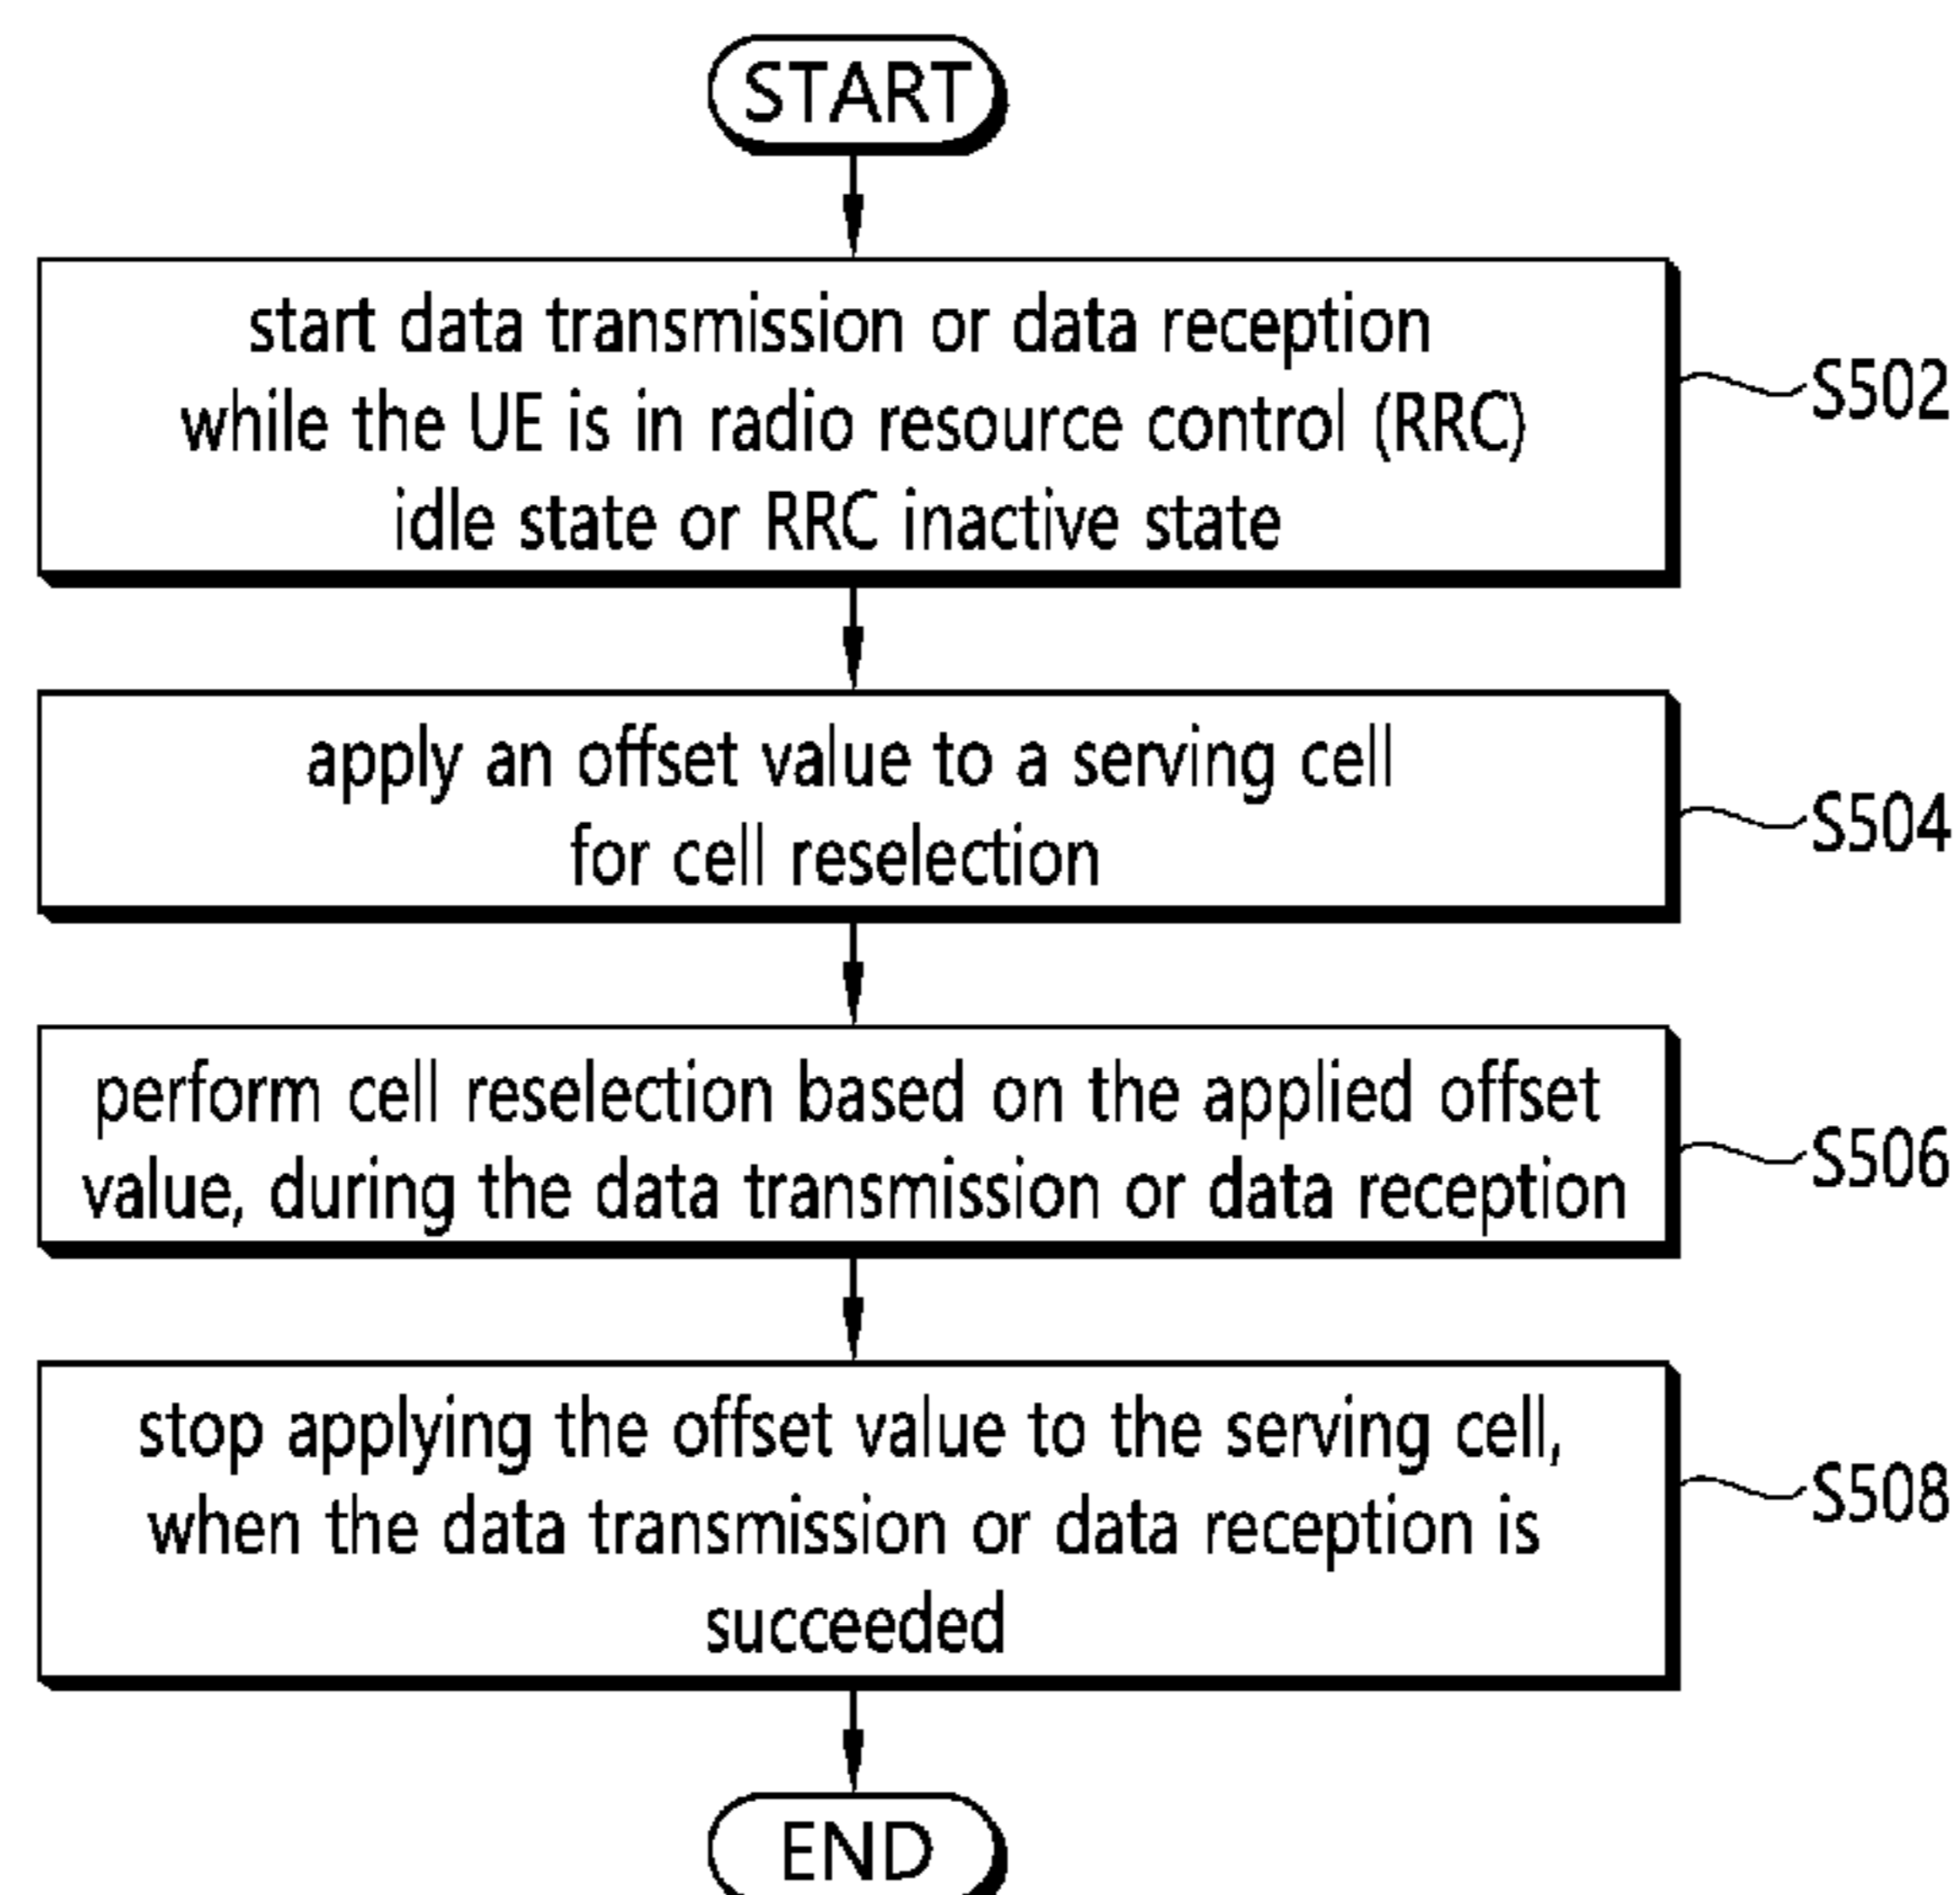 START
start data transmission or data reception
while the UE is in radio resource control (RRC)
idle state or RRC inactive state
S502
apply an offset value to a serving cell
for cell reselection
S504
perform cell reselection based on the applied offset
value, during the data transmission or data reception
S506
stop applying the offset value to the serving cell,
when the data transmission or data reception is
succeeded
S508
END